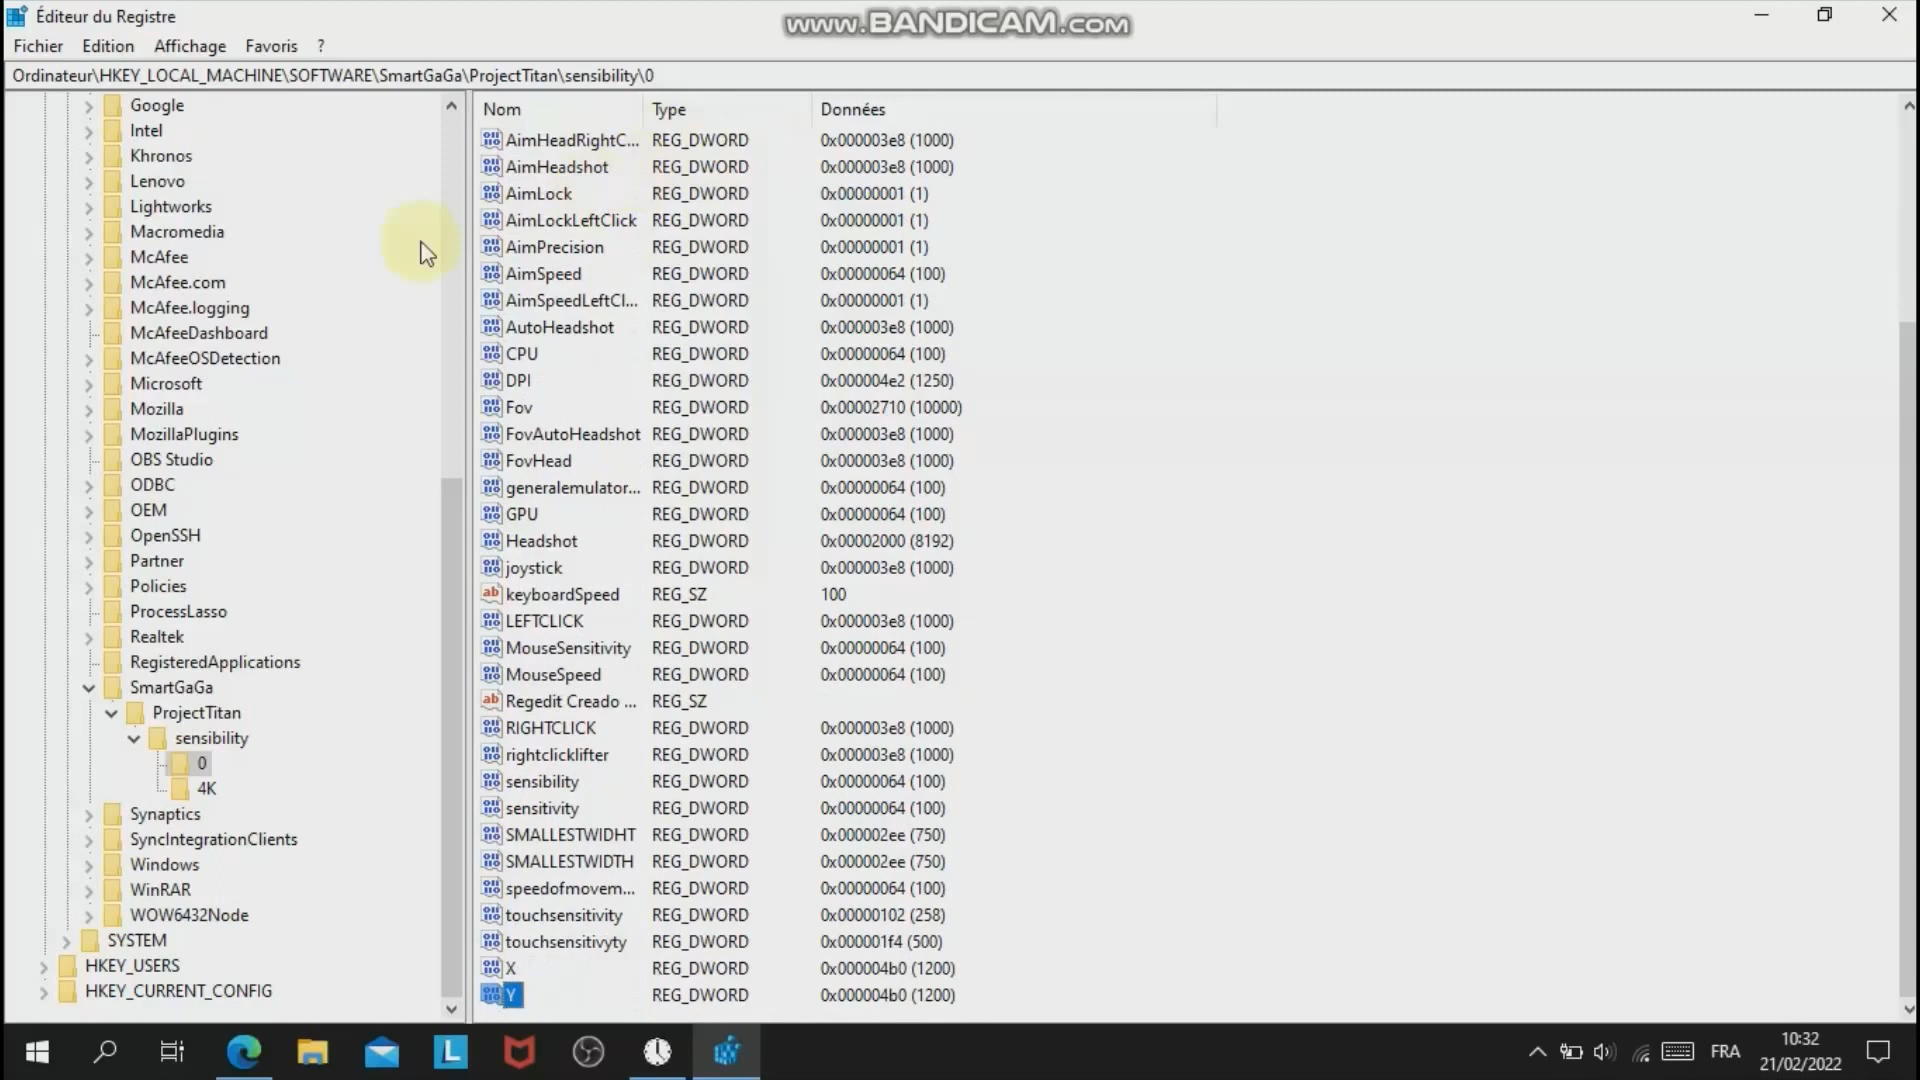 Éditeur du Registre
www.BANDICAM.com
Fichier Edition Affichage Favoris ?
Ordinateur\HKEY_LOCAL_MACHINE\SOFTWARE\SmartGaGa\ProjectTitan\sensibility\0
Google
Intel
Khronos
Lenovo
Lightworks
Macromedia
McAfee
McAfee.com
McAfee.logging
McAfeeDashboard
McAfeeOSDetection
Microsoft
Mozilla
MozillaPlugins
OBS Studio
ODBC
OEM
OpenSSH
Partner
Policies
ProcessLasso
Realtek
RegisteredApplications
SmartGaGa
ProjectTitan
sensibility
0
4K
Synaptics
SyncIntegrationClients
Windows
WinRAR
WOW6432Node
SYSTEM
HKEY_USERS
HKEY_CURRENT_CONFIG
Nom Type Données
AimHeadRightC... REG_DWORD 0x000003e8 (1000)
AimHeadshot REG_DWORD 0x000003e8 (1000)
AimLock REG_DWORD 0x00000001 (1)
AimLockLeftClick REG_DWORD 0x00000001 (1)
AimPrecision REG_DWORD 0x00000001 (1)
AimSpeed REG_DWORD 0x00000064 (100)
AimSpeedLeftCl... REG_DWORD 0x00000001 (1)
AutoHeadshot REG_DWORD 0x000003e8 (1000)
CPU REG_DWORD 0x00000064 (100)
DPI REG_DWORD 0x000004e2 (1250)
Fov REG_DWORD 0x00002710 (10000)
FovAutoHeadshot REG_DWORD 0x000003e8 (1000)
FovHead REG_DWORD 0x000003e8 (1000)
generalemulator... REG_DWORD 0x00000064 (100)
GPU REG_DWORD 0x00000064 (100)
Headshot REG_DWORD 0x00002000 (8192)
joystick REG_DWORD 0x000003e8 (1000)
keyboardSpeed REG_SZ 100
LEFTCLICK REG_DWORD 0x000003e8 (1000)
MouseSensitivity REG_DWORD 0x00000064 (100)
MouseSpeed REG_DWORD 0x00000064 (100)
Regedit Creado ... REG_SZ
RIGHTCLICK REG_DWORD 0x000003e8 (1000)
rightclicklifter REG_DWORD 0x000003e8 (1000)
sensibility REG_DWORD 0x00000064 (100)
sensitivity REG_DWORD 0x00000064 (100)
SMALLESTWIDHT REG_DWORD 0x000002ee (750)
SMALLESTWIDTH REG_DWORD 0x000002ee (750)
speedofmovem... REG_DWORD 0x00000064 (100)
touchsensitivity REG_DWORD 0x00000102 (258)
touchsensitivyty REG_DWORD 0x000001f4 (500)
X REG_DWORD 0x000004b0 (1200)
Y REG_DWORD 0x000004b0 (1200)
FRA
10:32
21/02/2022